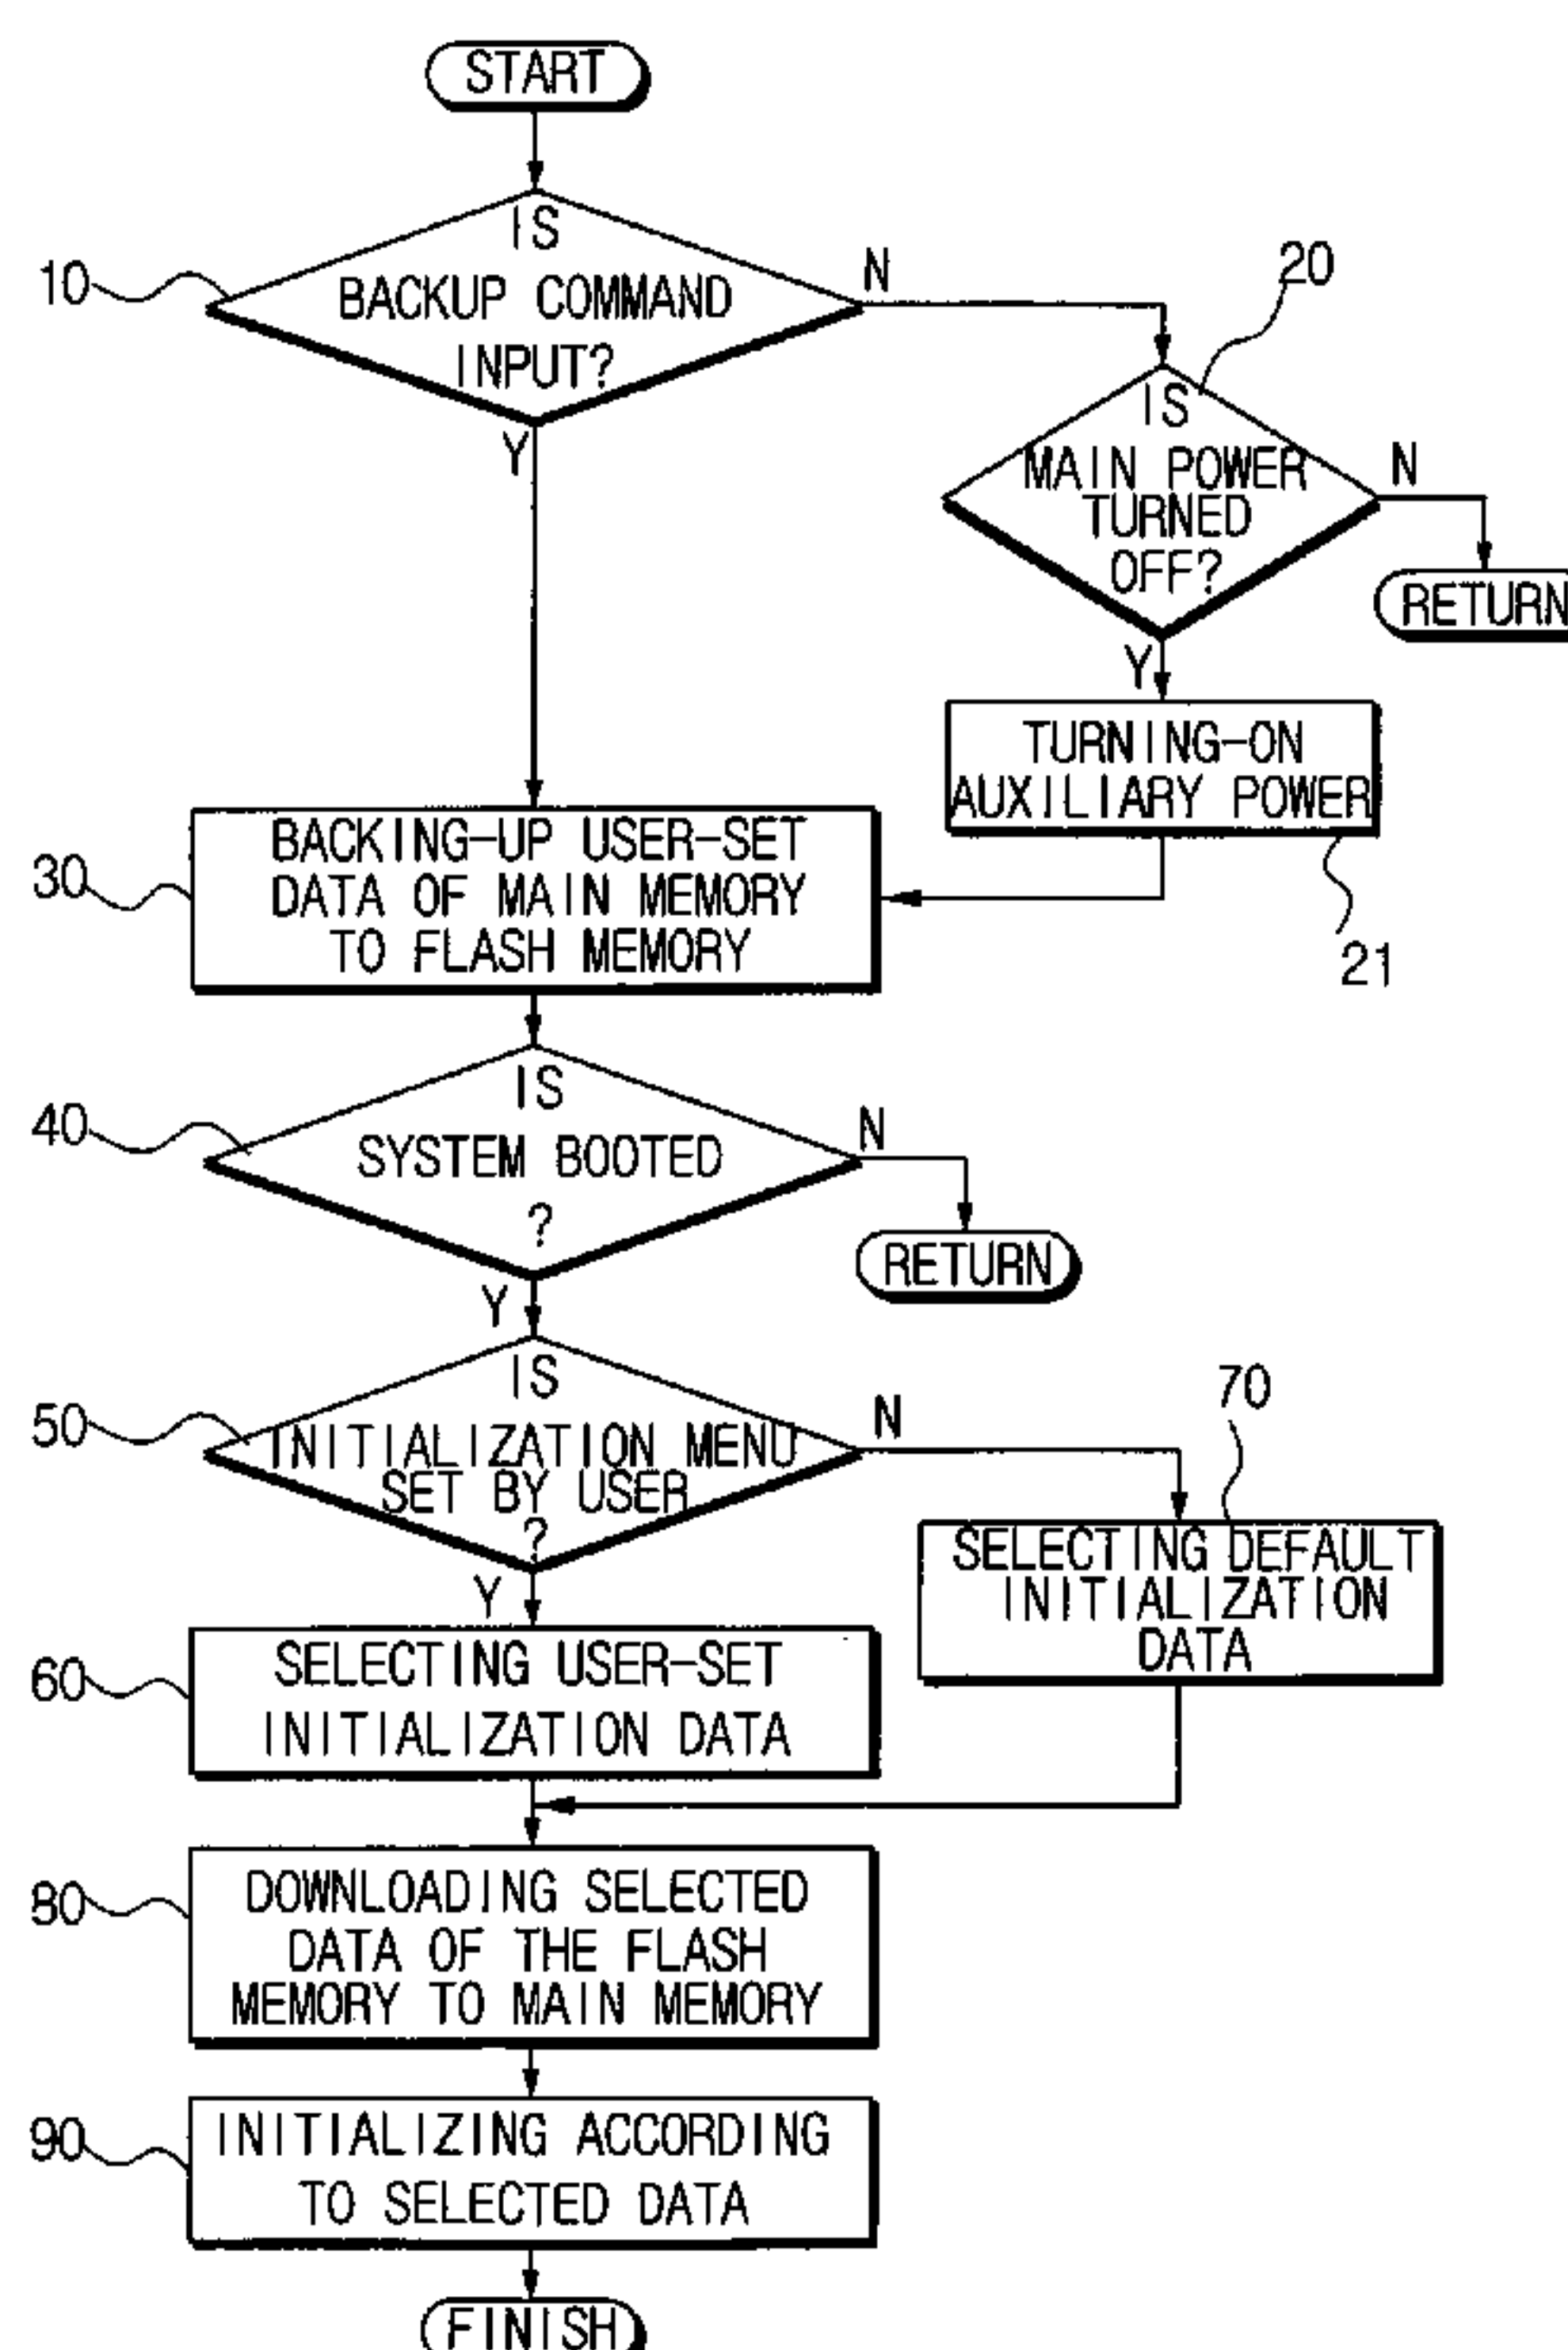 START
10
IS
BACKUP COMMAND
INPUT?
N
Y
20
IS
MAIN POWER
TURNED
OFF?
N
RETURN
Y
TURNING-ON
AUXILIARY POWER
21
30
BACKING-UP USER-SET
DATA OF MAIN MEMORY
TO FLASH MEMORY
40
IS
SYSTEM BOOTED
?
N
RETURN
Y
50
IS
INITIALIZATION MENU
SET BY USER
?
N
Y
70
SELECTING DEFAULT
INITIALIZATION
DATA
60
SELECTING USER-SET
INITIALIZATION DATA
80
DOWNLOADING SELECTED
DATA OF THE FLASH
MEMORY TO MAIN MEMORY
90
INITIALIZING ACCORDING
TO SELECTED DATA
FINISH